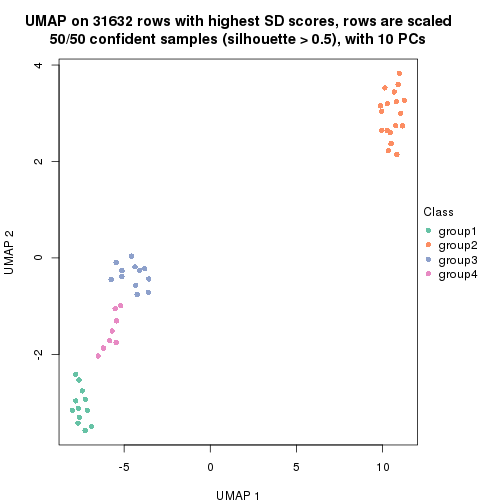 UMAP on 31632 rows with highest SD scores, rows are scaled
50/50 confident samples (silhouette > 0.5), with 10 PCs
4
2
0
-2
UMAP 2
-5
0
5
10
UMAP 1
Class
group1
group2
group3
group4